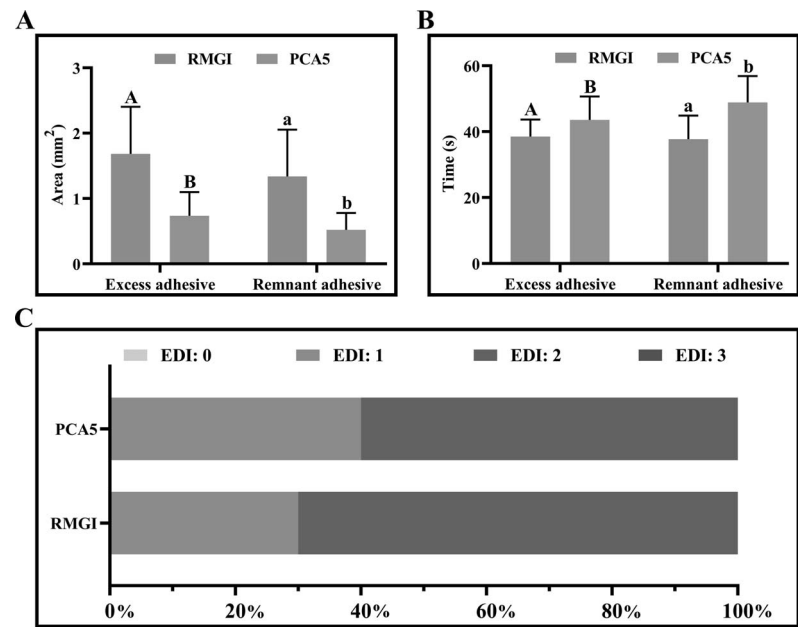 A
RMGI PCA5
3
2
1
0
Area (mm²)
A
B
a
b
Excess adhesive Remnant adhesive
B
RMGI PCA5
60
40
20
0
Time (s)
A
B
a
b
Excess adhesive Remnant adhesive
C
EDI: 0 EDI: 1 EDI: 2 EDI: 3
PCA5
RMGI
0% 20% 40% 60% 80% 100%